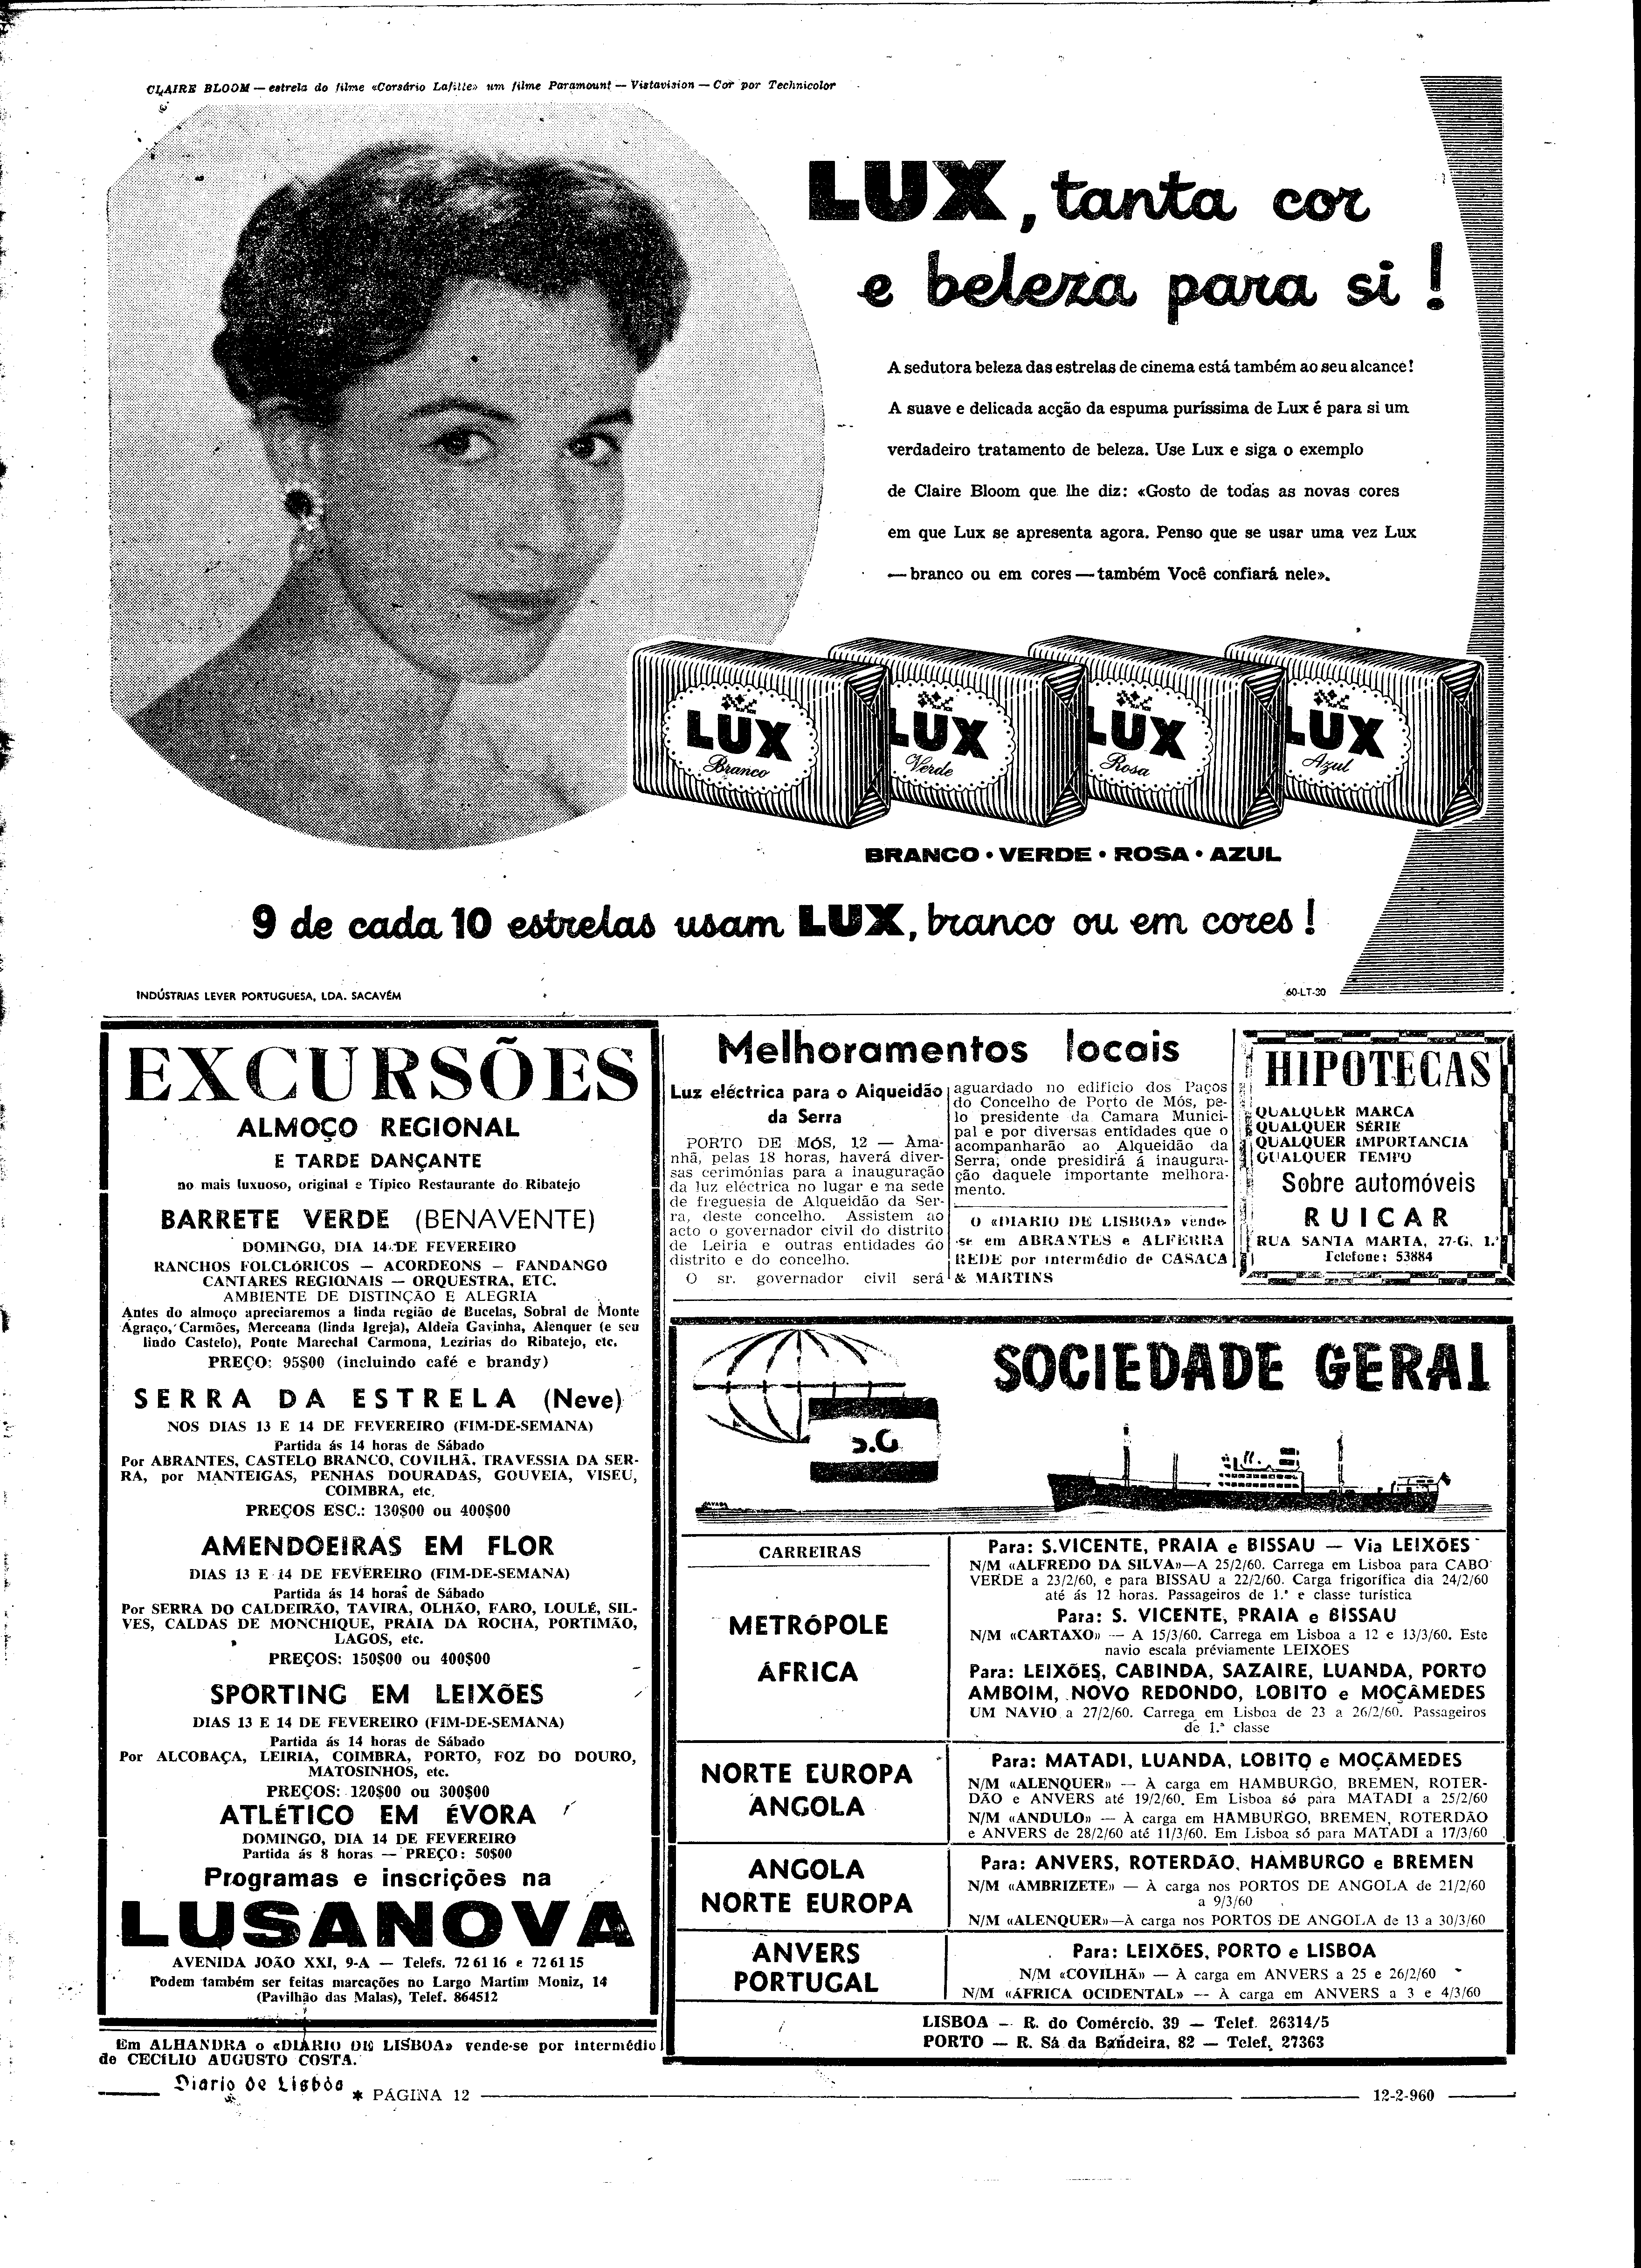 CLAIRE BLOOM — estrela do filme «Corsário Lafitte» um filme Paramount — Vistavision — Cor por Technicolor
LUX, tanta cor
e beleza para si!
A sedutora beleza das estrelas de cinema está também ao seu alcance!
A suave e delicada acção da espuma puríssima de Lux é para si um
verdadeiro tratamento de beleza. Use Lux e siga o exemplo
de Claire Bloom que lhe diz: «Gosto de todas as novas cores
em que Lux se apresenta agora. Penso que se usar uma vez Lux
— branco ou em cores — também Você confiará nele».
LUX Branco
LUX Verde
LUX Rosa
LUX Azul
BRANCO • VERDE • ROSA • AZUL
9 de cada 10 estrelas usam LUX, branco ou em cores!
INDÚSTRIAS LEVER PORTUGUESA, LDA. SACAVÉM
60-LT-30
EXCURSÕES
ALMOÇO REGIONAL
E TARDE DANÇANTE
no mais luxuoso, original e Típico Restaurante do Ribatejo
BARRETE VERDE (BENAVENTE)
DOMINGO, DIA 14 DE FEVEREIRO
RANCHOS FOLCLÓRICOS — ACORDEONS — FANDANGO
CANTARES REGIONAIS — ORQUESTRA, ETC.
AMBIENTE DE DISTINÇÃO E ALEGRIA
Antes do almoço apreciaremos a linda região de Bucelas, Sobral de Monte
Agraço, Carmões, Merceana (linda Igreja), Aldeia Gavinha, Alenquer (e seu
lindo Castelo), Ponte Marechal Carmona, Lezírias do Ribatejo, etc.
PREÇO: 95$00 (incluindo café e brandy)
SERRA DA ESTRELA (Neve)
NOS DIAS 13 E 14 DE FEVEREIRO (FIM-DE-SEMANA)
Partida ás 14 horas de Sábado
Por ABRANTES, CASTELO BRANCO, COVILHÃ, TRAVESSIA DA SER-
RA, por MANTEIGAS, PENHAS DOURADAS, GOUVEIA, VISEU,
COIMBRA, etc.
PREÇOS ESC.: 130$00 ou 400$00
AMENDOEIRAS EM FLOR
DIAS 13 E 14 DE FEVEREIRO (FIM-DE-SEMANA)
Partida ás 14 horas de Sábado
Por SERRA DO CALDEIRÃO, TAVIRA, OLHÃO, FARO, LOULÉ, SIL-
VES, CALDAS DE MONCHIQUE, PRAIA DA ROCHA, PORTIMÃO,
LAGOS, etc.
PREÇOS: 150$00 ou 400$00
SPORTING EM LEIXÕES
DIAS 13 E 14 DE FEVEREIRO (FIM-DE-SEMANA)
Partida ás 14 horas de Sábado
Por ALCOBAÇA, LEIRIA, COIMBRA, PORTO, FOZ DO DOURO,
MATOSINHOS, etc.
PREÇOS: 120$00 ou 300$00
ATLÉTICO EM ÉVORA
DOMINGO, DIA 14 DE FEVEREIRO
Partida ás 8 horas — PREÇO: 50$00
Programas e inscrições na
LUSANOVA
AVENIDA JOÃO XXI, 9-A — Telefs. 72 61 16 e 72 61 15
Podem também ser feitas marcações no Largo Martim Moniz, 14
(Pavilhão das Malas), Telef. 864512
Em ALHANDRA o «DIÁRIO DE LISBOA» vende-se por intermédio
de CECÍLIO AUGUSTO COSTA.
Melhoramentos locais
Luz eléctrica para o Alqueidão
da Serra
PORTO DE MÓS, 12 — Ama-
nhã, pelas 18 horas, haverá diver-
sas cerimónias para a inauguração
da luz eléctrica no lugar e na sede
de freguesia de Alqueidão da Ser-
ra, deste concelho. Assistem ao
acto o governador civil do distrito
de Leiria e outras entidades do
distrito e do concelho.
O sr. governador civil será
aguardado no edifício dos Paços
do Concelho de Porto de Mós, pe-
lo presidente da Camara Munici-
pal e por diversas entidades que o
acompanharão ao Alqueidão da
Serra, onde presidirá á inaugura-
ção daquele importante melhora-
mento.
O «DIARIO DE LISBOA» vende-
-se em ABRANTES e ALFERRA
REDE por intermédio de CASACA
& MARTINS
HIPOTECAS
QUALQUER MARCA
QUALQUER SÉRIE
QUALQUER IMPORTANCIA
QUALQUER TEMPO
Sobre automóveis
RUICAR
RUA SANTA MARTA, 27-G, 1.º
Telefone: 53884
SOCIEDADE GERAL
S.G.
CARREIRAS
METRÓPOLE
ÁFRICA
Para: S.VICENTE, PRAIA e BISSAU — Via LEIXÕES
N/M «ALFREDO DA SILVA»—A 25/2/60. Carrega em Lisboa para CABO
VERDE a 23/2/60, e para BISSAU a 22/2/60. Carga frigorífica dia 24/2/60
até ás 12 horas. Passageiros de 1.ª e classe turística
Para: S. VICENTE, PRAIA e BISSAU
N/M «CARTAXO» — A 15/3/60. Carrega em Lisboa a 12 e 13/3/60. Este
navio escala préviamente LEIXÕES
Para: LEIXÕES, CABINDA, SAZAIRE, LUANDA, PORTO
AMBOIM, NOVO REDONDO, LOBITO e MOÇÂMEDES
UM NAVIO a 27/2/60. Carrega em Lisboa de 23 a 26/2/60. Passageiros
de 1.ª classe
NORTE EUROPA
ANGOLA
Para: MATADI, LUANDA, LOBITO e MOÇÂMEDES
N/M «ALENQUER» — À carga em HAMBURGO, BREMEN, ROTER-
DÃO e ANVERS até 19/2/60. Em Lisboa só para MATADI a 25/2/60
N/M «ANDULO» — À carga em HAMBURGO, BREMEN, ROTERDÃO
e ANVERS de 28/2/60 até 11/3/60. Em Lisboa só para MATADI a 17/3/60
ANGOLA
NORTE EUROPA
Para: ANVERS, ROTERDÃO, HAMBURGO e BREMEN
N/M «AMBRIZETE» — À carga nos PORTOS DE ANGOLA de 21/2/60
a 9/3/60
N/M «ALENQUER»—À carga nos PORTOS DE ANGOLA de 13 a 30/3/60
ANVERS
PORTUGAL
Para: LEIXÕES, PORTO e LISBOA
N/M «COVILHÃ» — À carga em ANVERS a 25 e 26/2/60
N/M «ÁFRICA OCIDENTAL» — À carga em ANVERS a 3 e 4/3/60
LISBOA — R. do Comércio, 39 — Telef. 26314/5
PORTO — R. Sá da Bandeira, 82 — Telef. 27363
Diario de Lisboa * PÁGINA 12
12-2-960